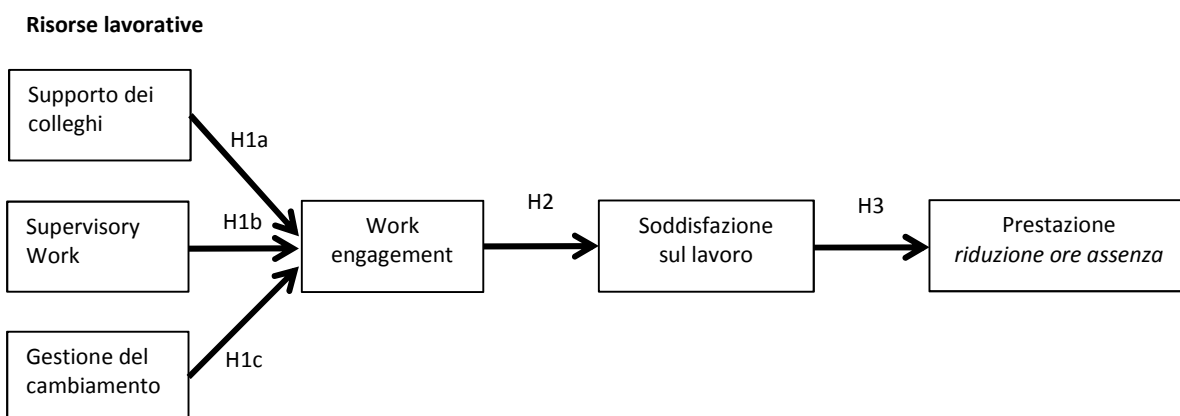 Risorse lavorative
Supporto dei
colleghi
H1a
Supervisory
Work
H1b
Gestione del
cambiamento
H1c
Work
engagement
H2
Soddisfazione
sul lavoro
H3
Prestazione
riduzione ore assenza